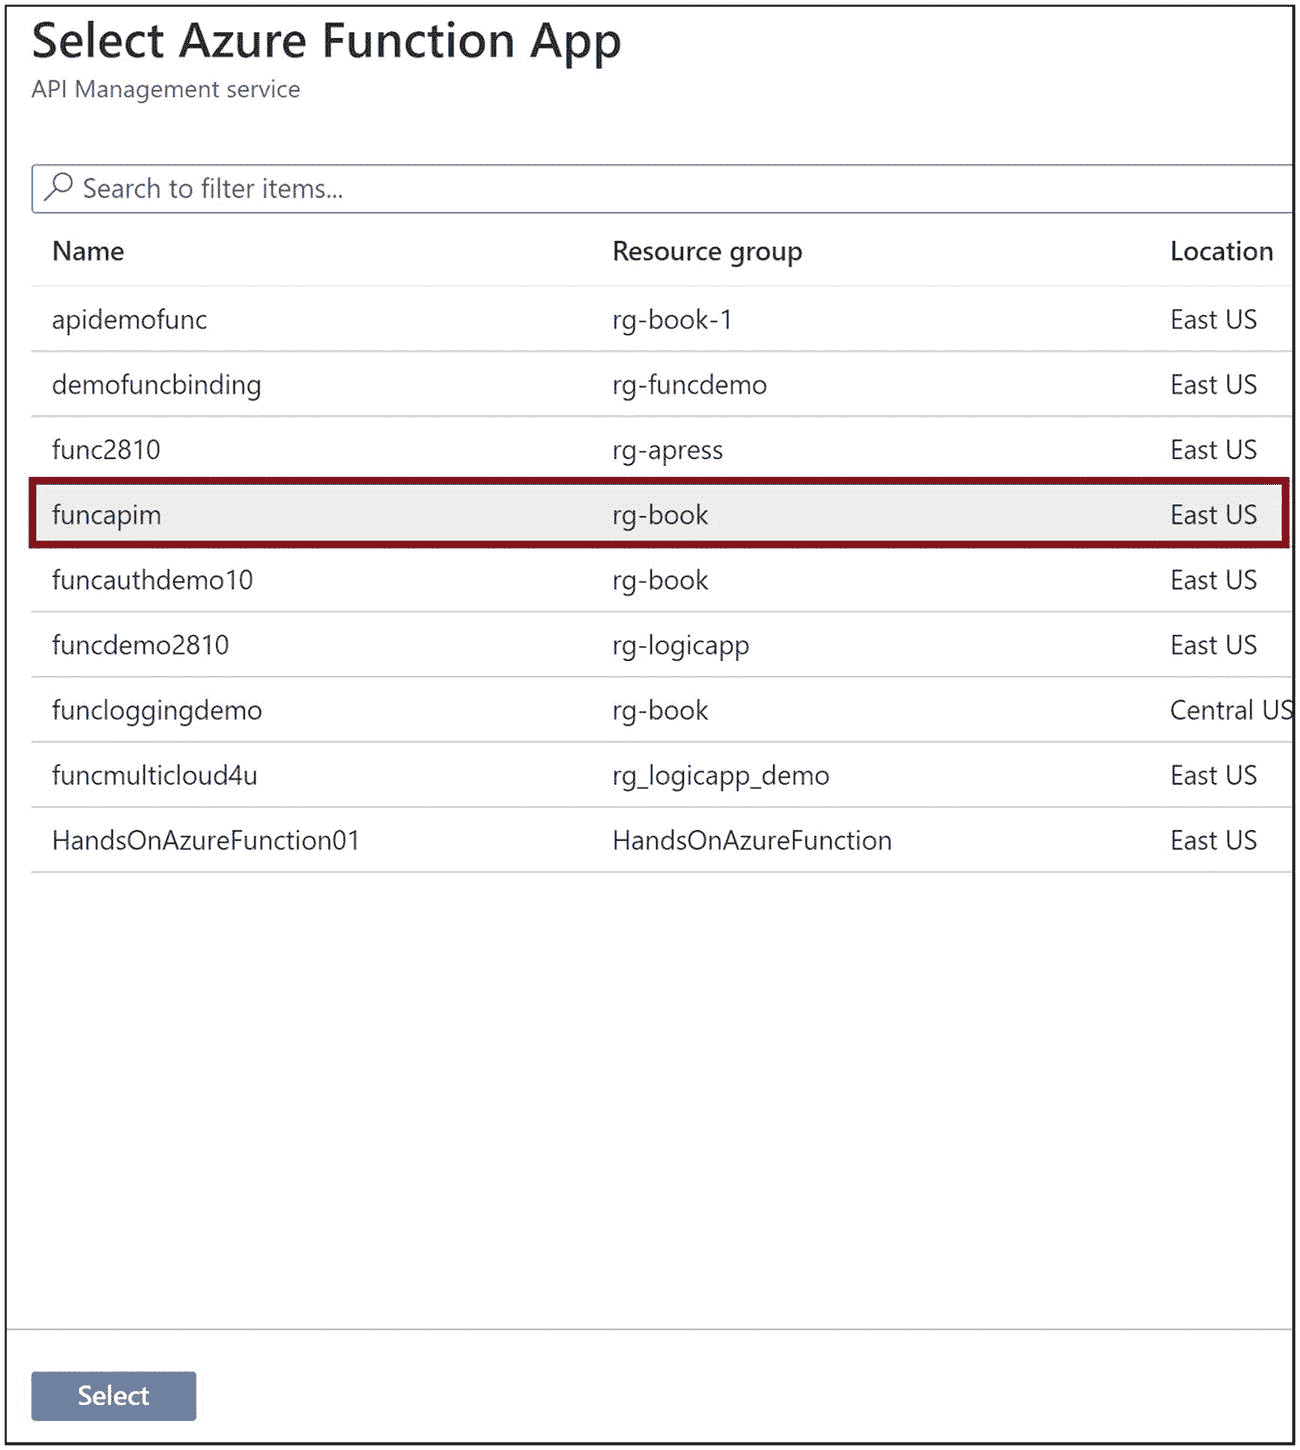 Select Azure Function App
API Management service
Search to filter items...
Name Resource group Location
apidemofunc rg-book-1 East US
demofuncbinding rg-funcdemo East US
func2810 rg-apress East US
funcapim rg-book East US
funcauthdemo10 rg-book East US
funcdemo2810 rg-logicapp East US
funcloggingdemo rg-book Central US
funcmulticloud4u rg_logicapp_demo East US
HandsOnAzureFunction01 HandsOnAzureFunction East US
Select